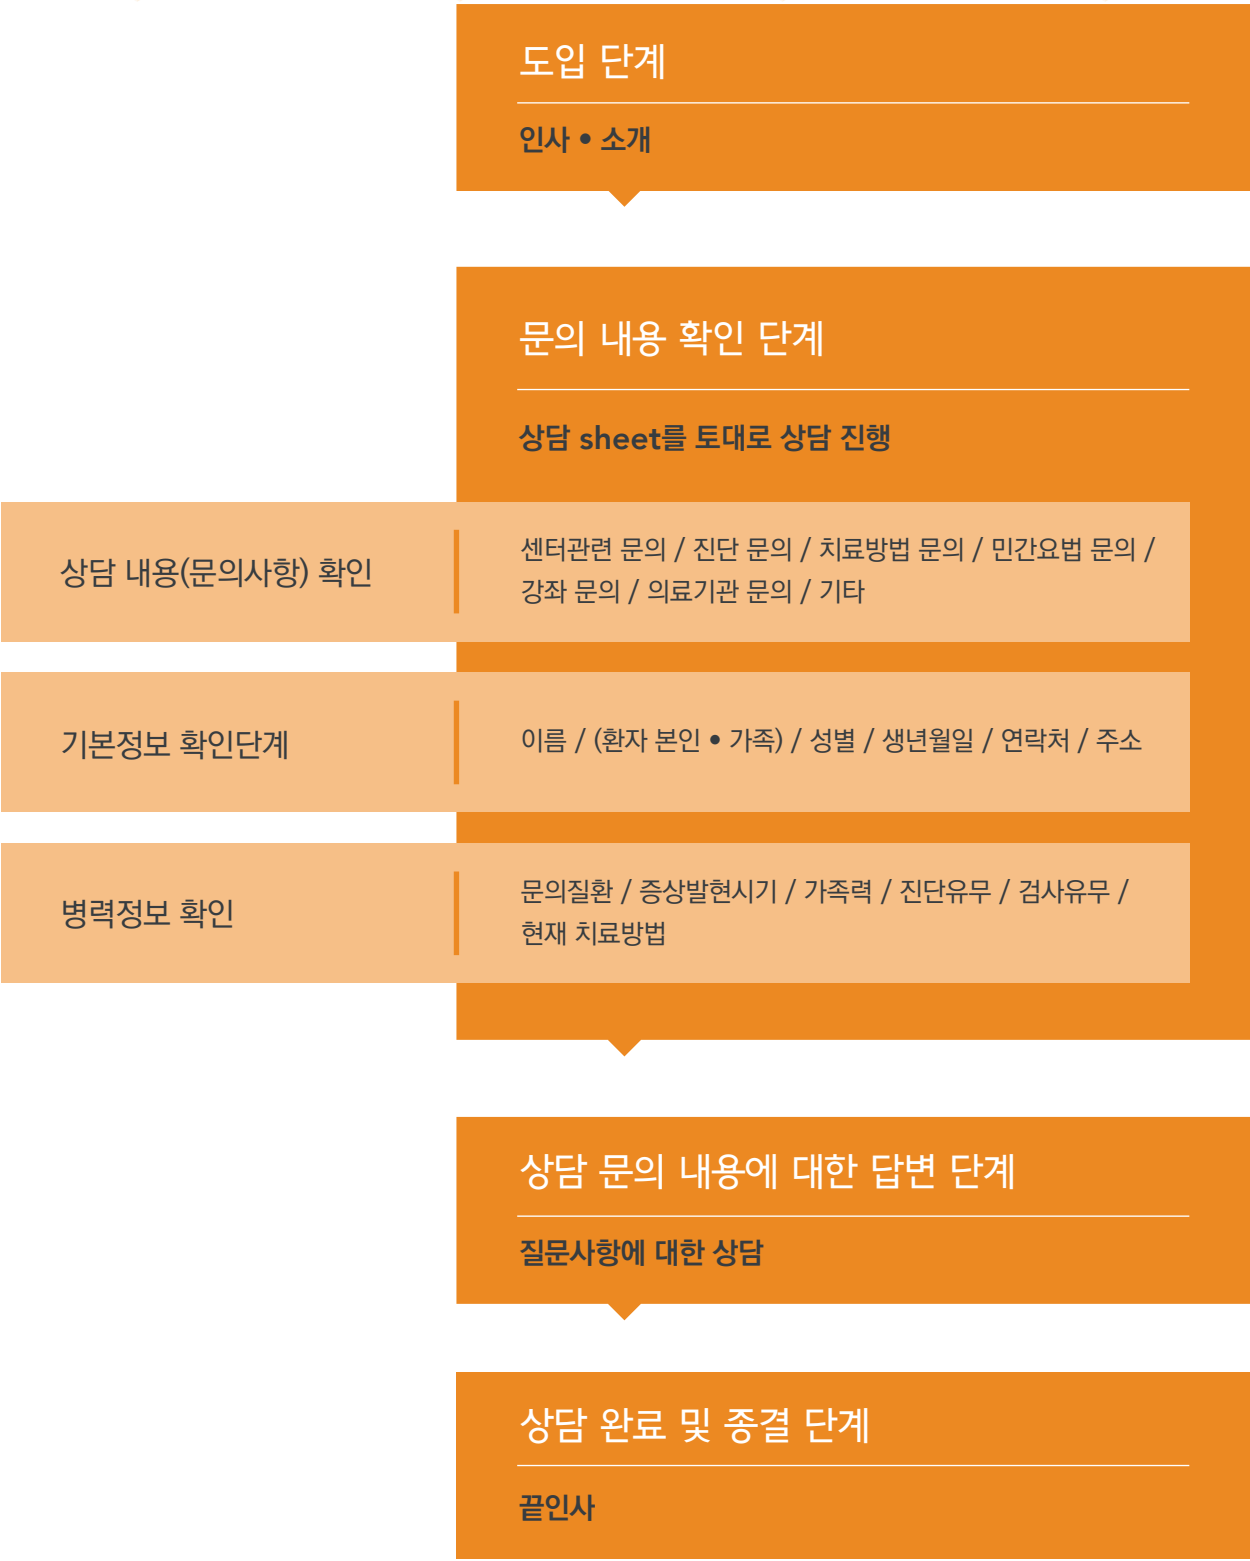 도입 단계
인사 • 소개
문의 내용 확인 단계
상담 sheet를 토대로 상담 진행
상담 내용(문의사항) 확인
센터관련 문의 / 진단 문의 / 치료방법 문의 / 민간요법 문의 /
강좌 문의 / 의료기관 문의 / 기타
기본정보 확인단계
이름 / (환자 본인 • 가족) / 성별 / 생년월일 / 연락처 / 주소
병력정보 확인
문의질환 / 증상발현시기 / 가족력 / 진단유무 / 검사유무 /
현재 치료방법
상담 문의 내용에 대한 답변 단계
질문사항에 대한 상담
상담 완료 및 종결 단계
끝인사